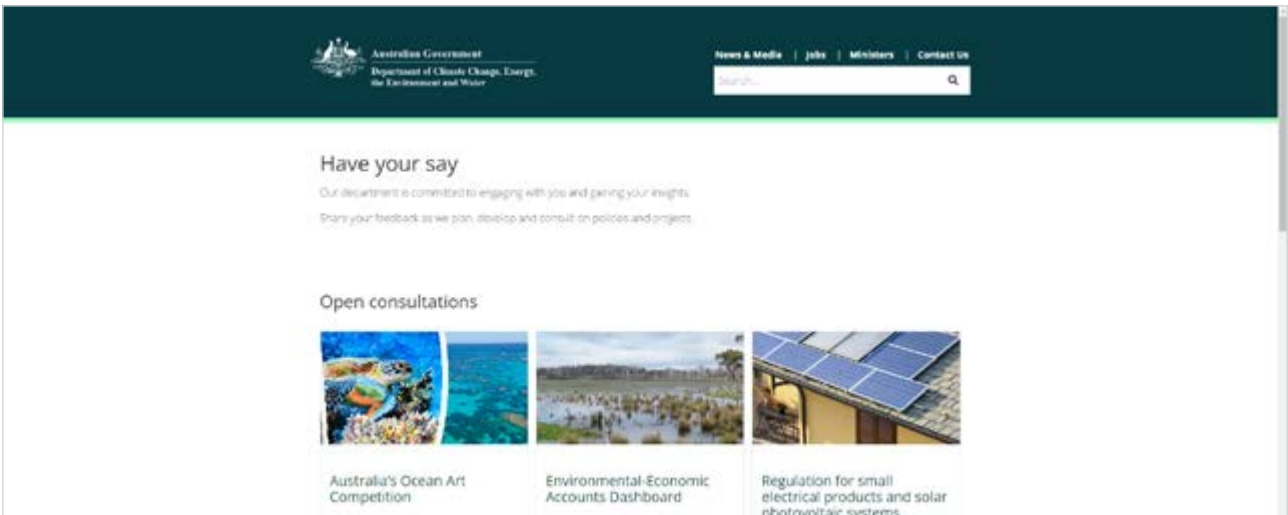 Australian Government
Department of Climate Change, Energy,
the Environment and Water
News & Media | Jobs | Ministers | Contact Us
Search...
Have your say
Our department is committed to engaging with you and gaining your insights.
Share your feedback as we plan, develop and consult on policies and projects.
Open consultations
Australia's Ocean Art
Competition
Environmental-Economic
Accounts Dashboard
Regulation for small
electrical products and solar
photovoltaic systems